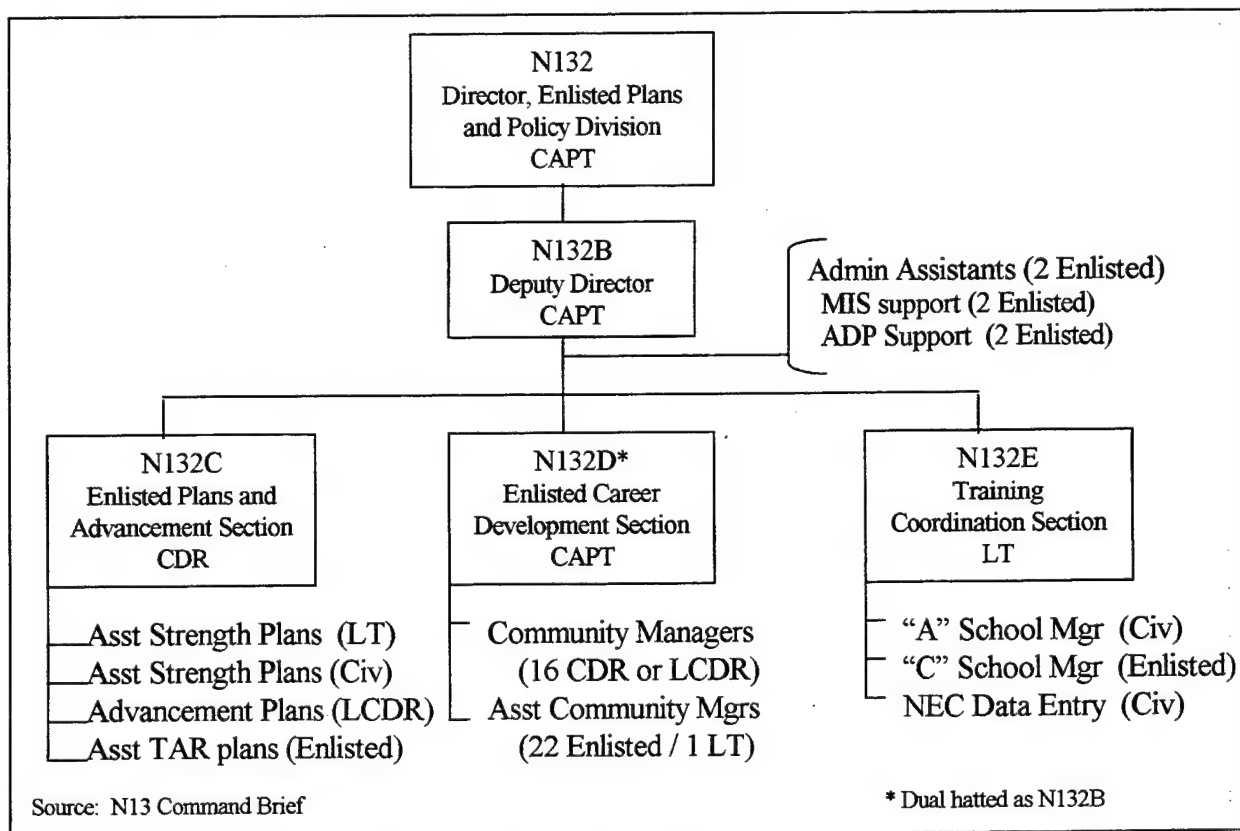 N132
Director, Enlisted Plans
and Policy Division
CAPT
N132B
Deputy Director
CAPT
Admin Assistants (2 Enlisted)
MIS support (2 Enlisted)
ADP Support (2 Enlisted)
N132C
Enlisted Plans and
Advancement Section
CDR
Asst Strength Plans (LT)
Asst Strength Plans (Civ)
Advancement Plans (LCDR)
Asst TAR plans (Enlisted)
N132D*
Enlisted Career
Development Section
CAPT
Community Managers
(16 CDR or LCDR)
Asst Community Mgrs
(22 Enlisted / 1 LT)
N132E
Training
Coordination Section
LT
“A” School Mgr (Civ)
“C” School Mgr (Enlisted)
NEC Data Entry (Civ)
Source: N13 Command Brief
* Dual hatted as N132B